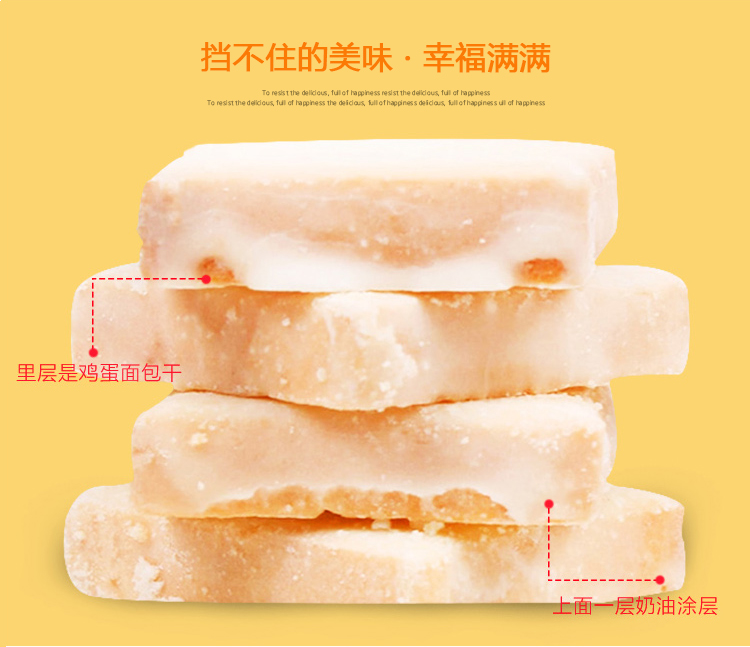 挡不住的美味·幸福满满
To resist the delicious, full of happiness resist the delicious, full of happiness
To resist the delicious, full of happiness the delicious, full of happiness delicious, full of happiness ull of happiness
里层是鸡蛋面包干
上面一层奶油涂层